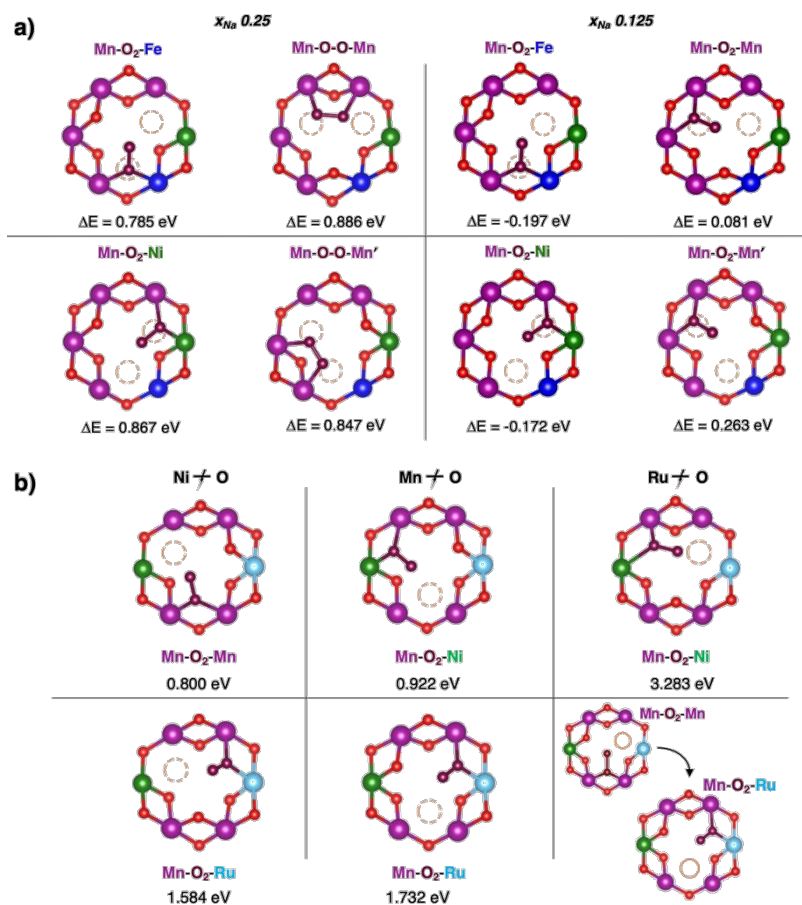 a)
x_Na 0.25
x_Na 0.125
Mn-O₂-Fe
Mn-O-O-Mn
Mn-O₂-Fe
Mn-O₂-Mn
ΔE = 0.785 eV
ΔE = 0.886 eV
ΔE = -0.197 eV
ΔE = 0.081 eV
Mn-O₂-Ni
Mn-O-O-Mn′
Mn-O₂-Ni
Mn-O₂-Mn′
ΔE = 0.867 eV
ΔE = 0.847 eV
ΔE = -0.172 eV
ΔE = 0.263 eV
b)
Ni ⌿ O
Mn ⌿ O
Ru ⌿ O
Mn-O₂-Mn
Mn-O₂-Ni
Mn-O₂-Ni
0.800 eV
0.922 eV
3.283 eV
Mn-O₂-Mn
Mn-O₂-Ru
Mn-O₂-Ru
Mn-O₂-Ru
1.584 eV
1.732 eV